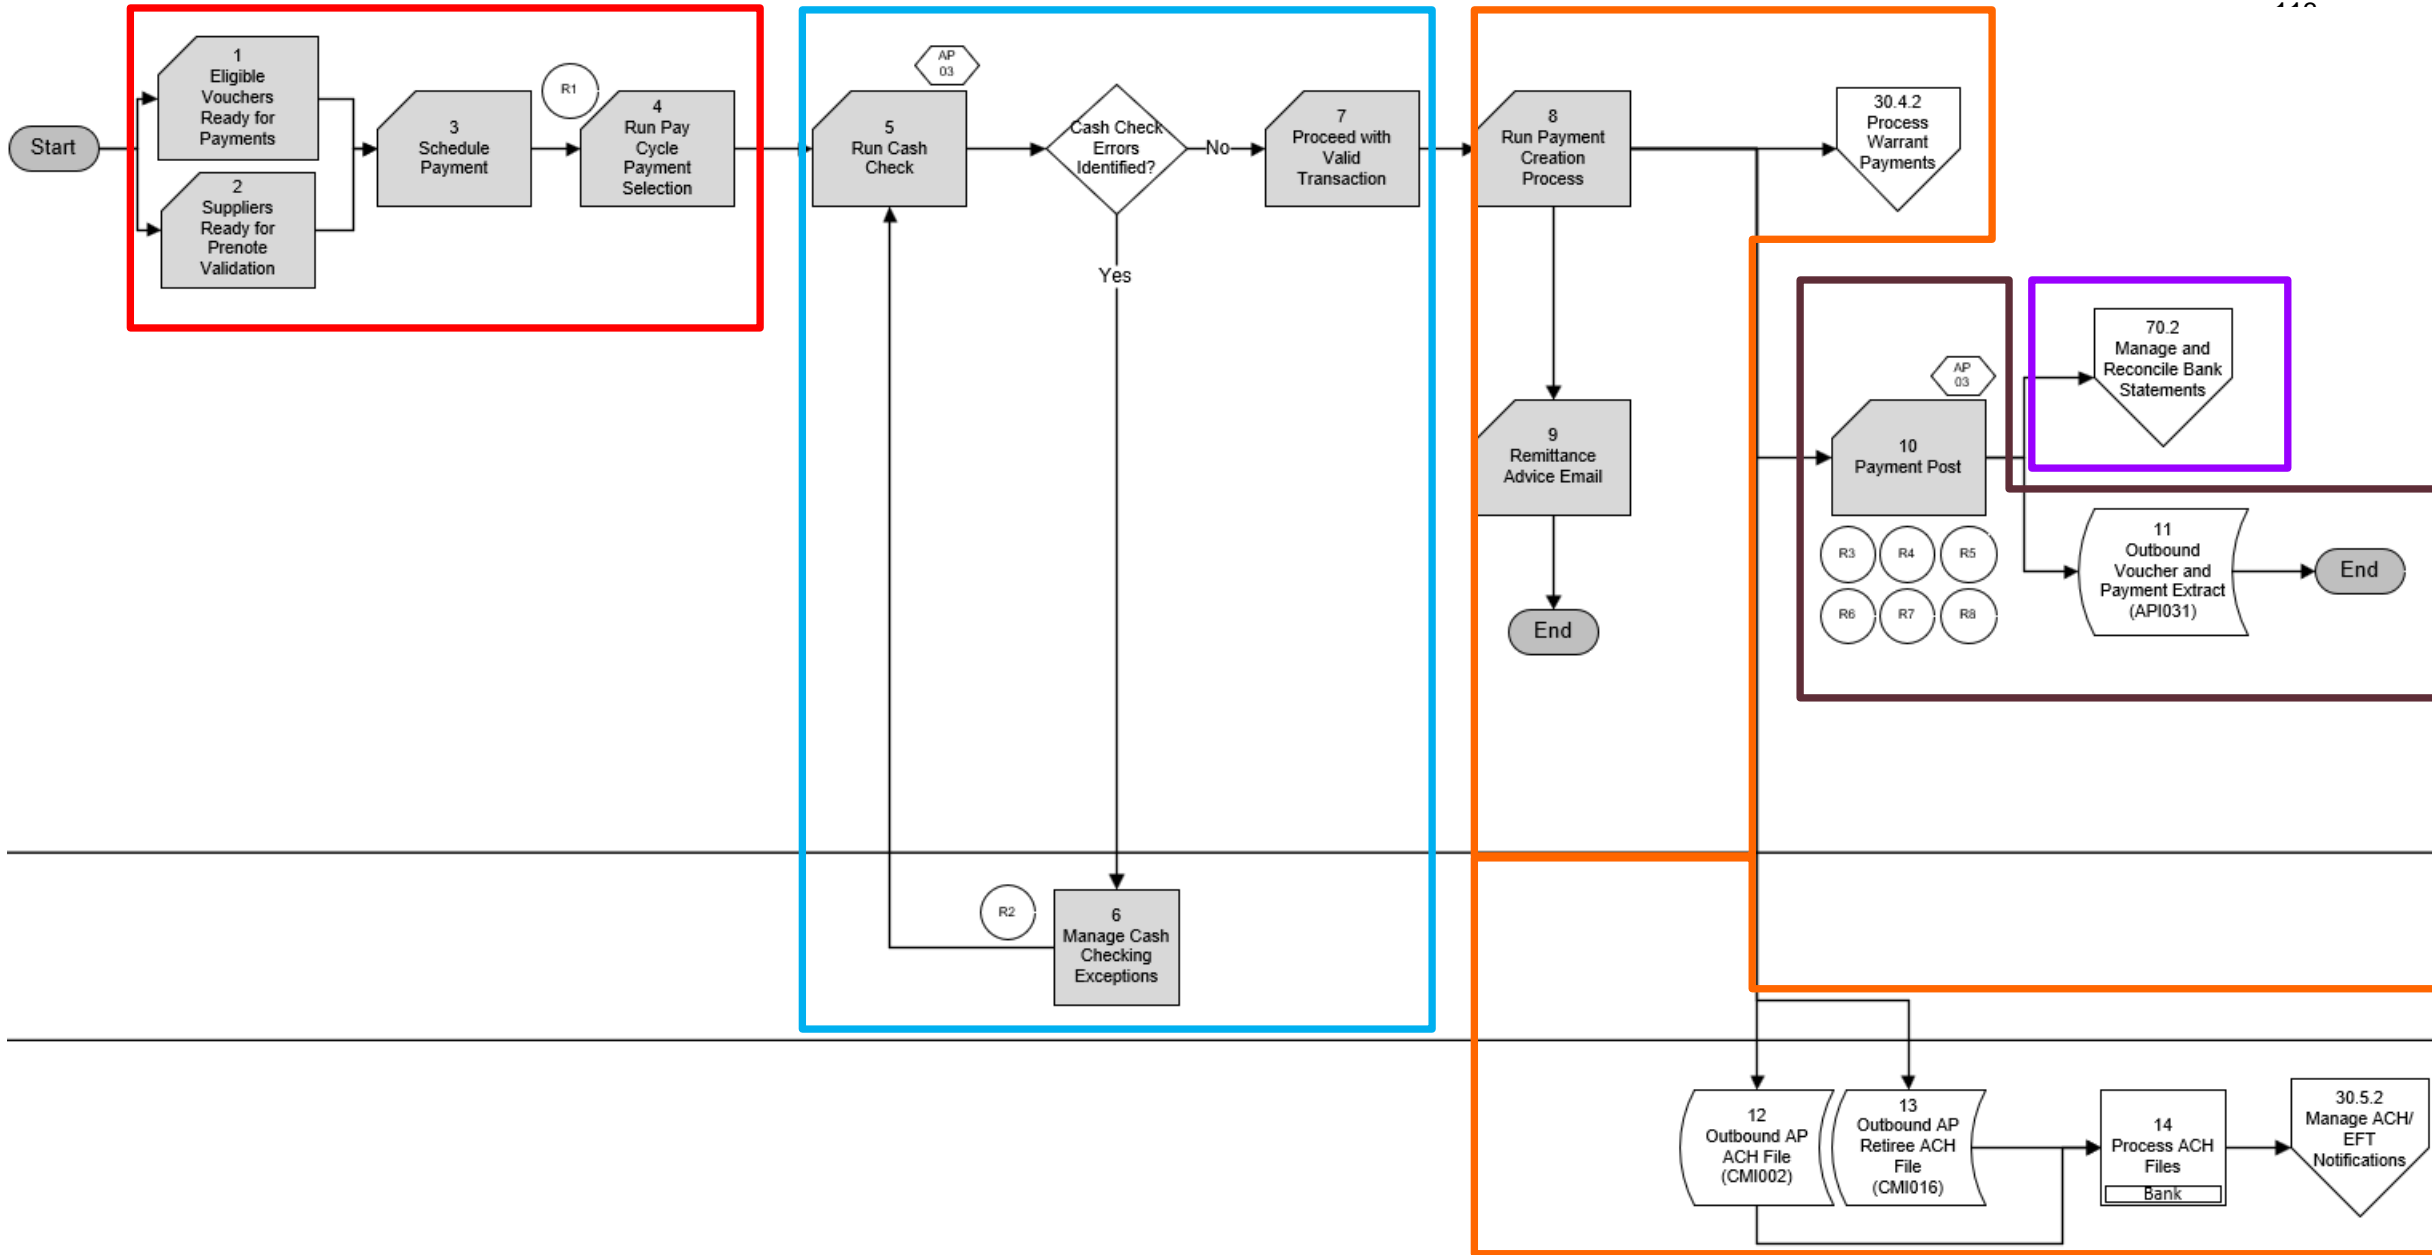 Start
1
Eligible
Vouchers
Ready for
Payments
2
Suppliers
Ready for
Prenote
Validation
3
Schedule
Payment
R1
4
Run Pay
Cycle
Payment
Selection
AP
03
5
Run Cash
Check
Cash Check
Errors
Identified?
No
Yes
R2
6
Manage Cash
Checking
Exceptions
7
Proceed with
Valid
Transaction
8
Run Payment
Creation
Process
30.4.2
Process
Warrant
Payments
9
Remittance
Advice Email
End
AP
03
10
Payment Post
R3
R4
R5
R6
R7
R8
70.2
Manage and
Reconcile Bank
Statements
11
Outbound
Voucher and
Payment Extract
(API031)
End
12
Outbound AP
ACH File
(CMI002)
13
Outbound AP
Retiree ACH
File
(CMI016)
14
Process ACH
Files
Bank
30.5.2
Manage ACH/
EFT
Notifications